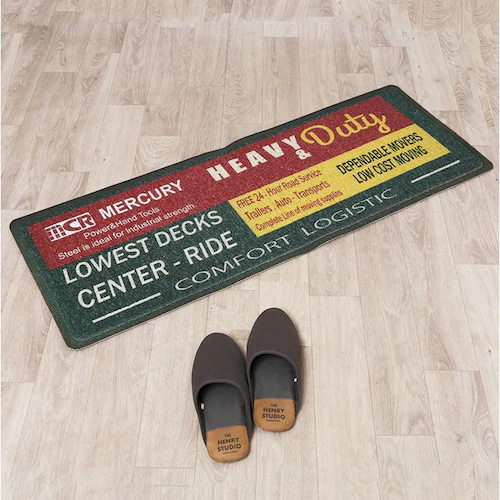 MERCURY
Power&Hand Tools
Steel is ideal for industrial strength.
HEAVY & Duty
LOWEST DECKS
CENTER - RIDE
FREE 24 - Hour Road Service
Trailers . Auto - Transports
Complete Line of moving supplies
DEPENDABLE MOVERS
LOW COST MOVING
COMFORT LOGISTIC
THE
HENRY
STUDIO
THE
HENRY STUDIO